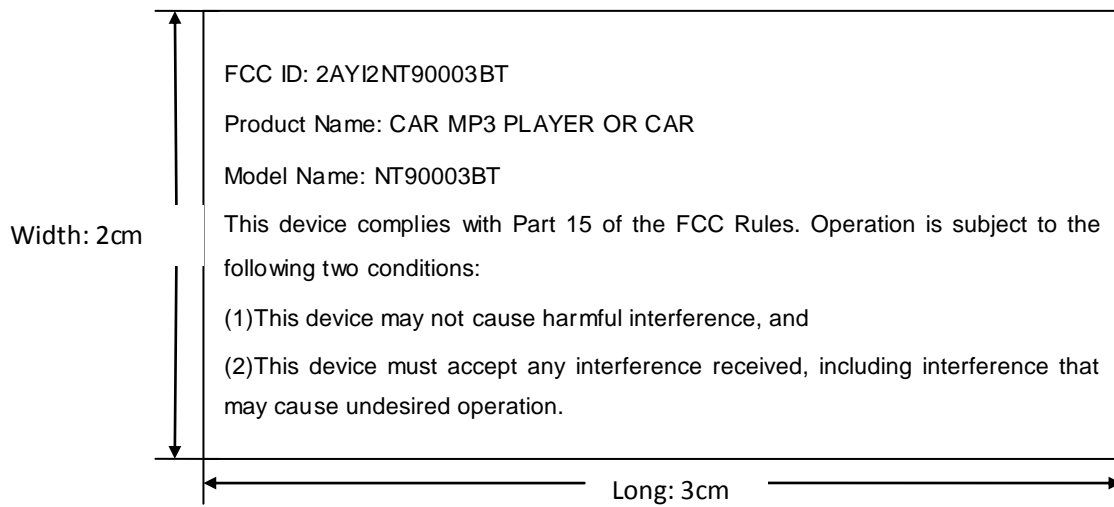 FCC ID: 2AYI2NT90003BT
Product Name: CAR MP3 PLAYER OR CAR
Model Name: NT90003BT
Width: 2cm
This device complies with Part 15 of the FCC Rules. Operation is subject to the
following two conditions:
(1)This device may not cause harmful interference, and
(2)This device must accept any interference received, including interference that
may cause undesired operation.
Long: 3cm